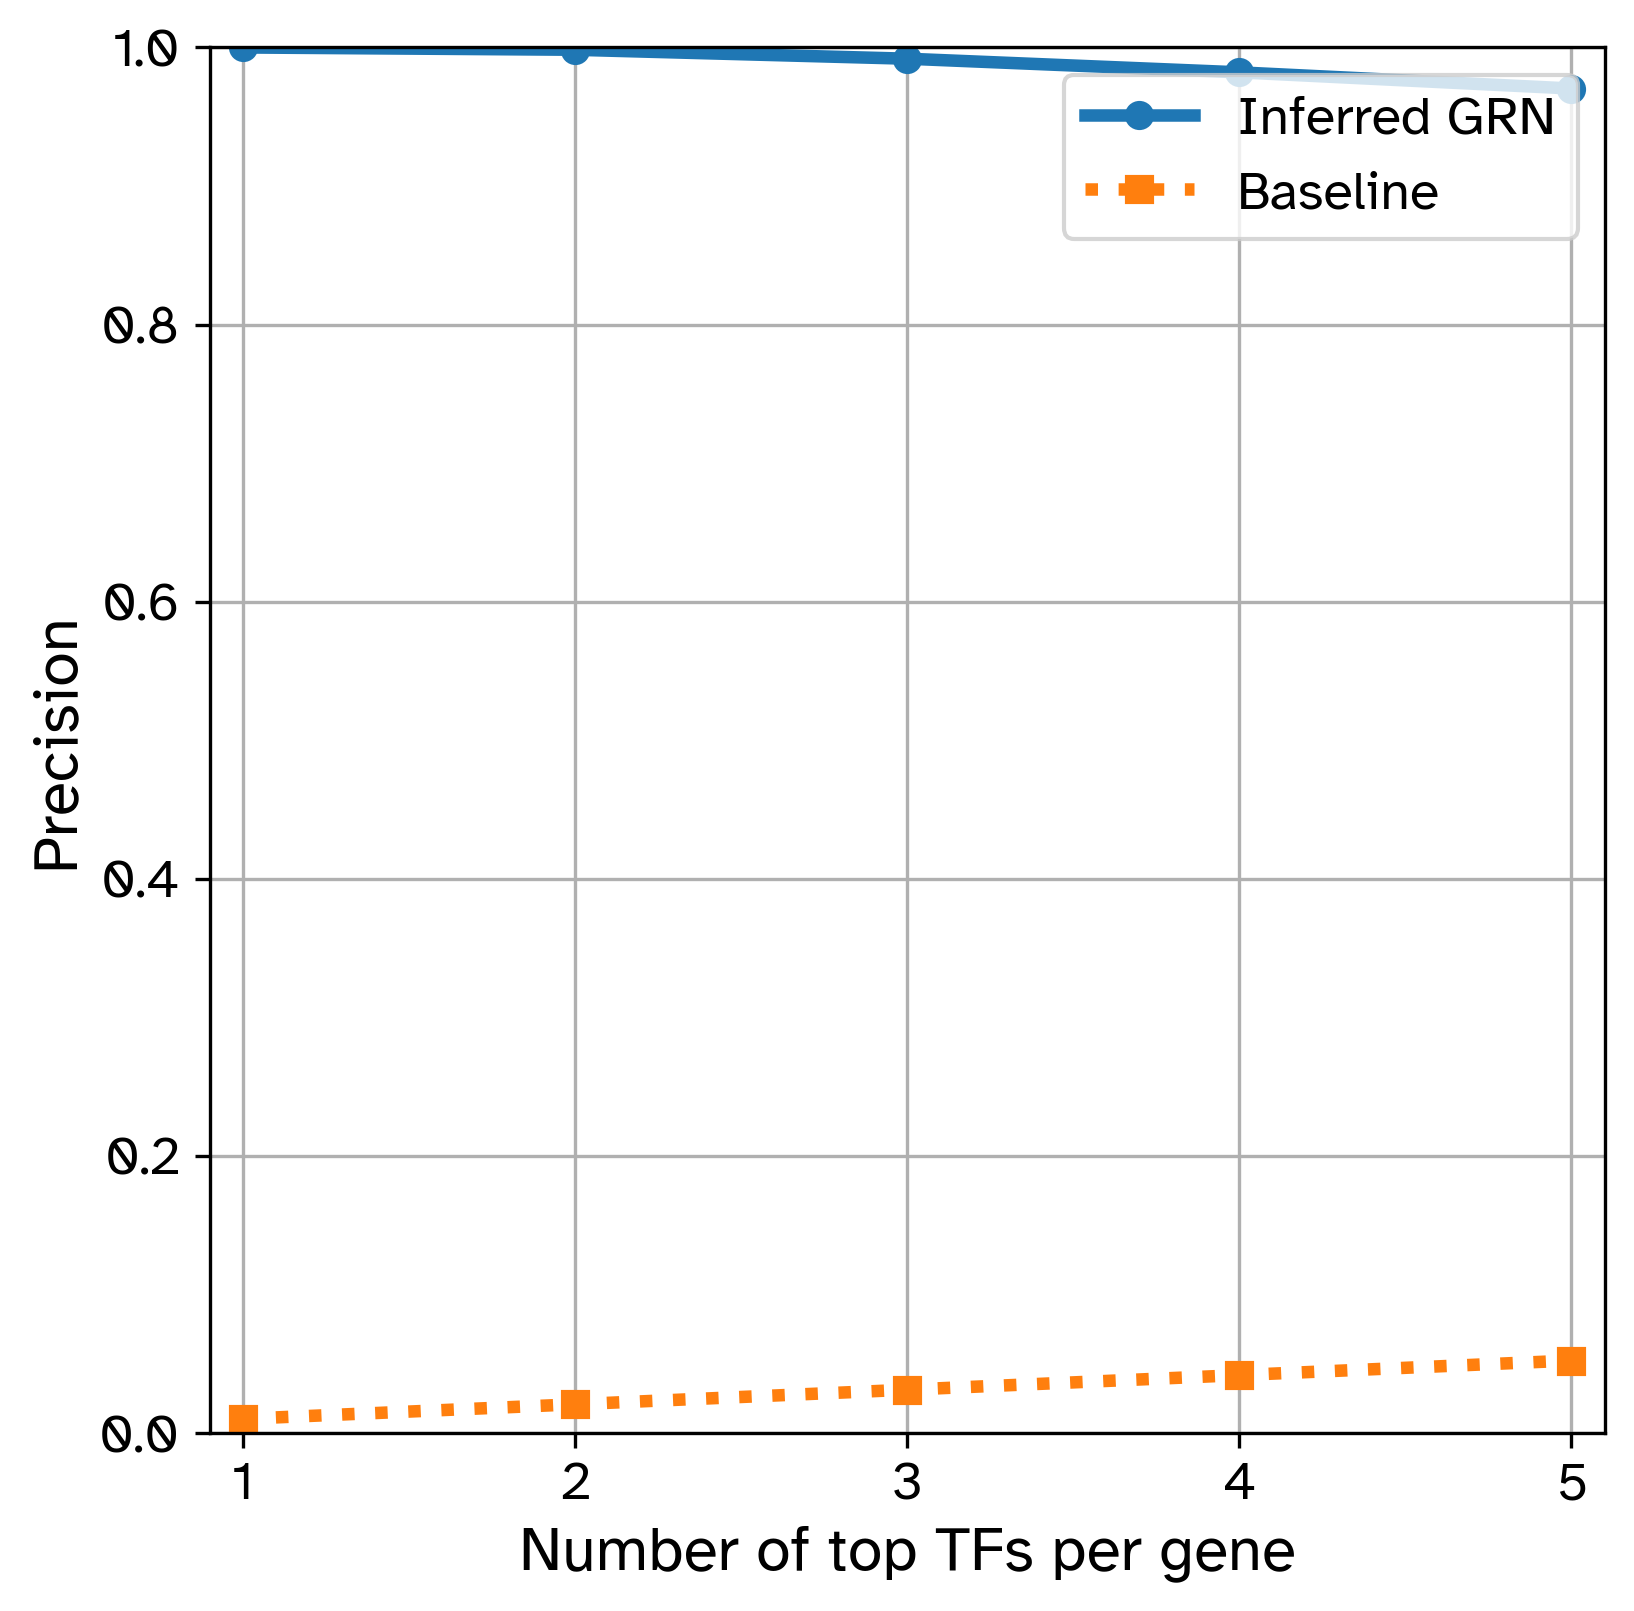 1.0
0.8
0.6
0.4
0.2
0.0
Precision
Inferred GRN
Baseline
1 2 3 4 5
Number of top TFs per gene